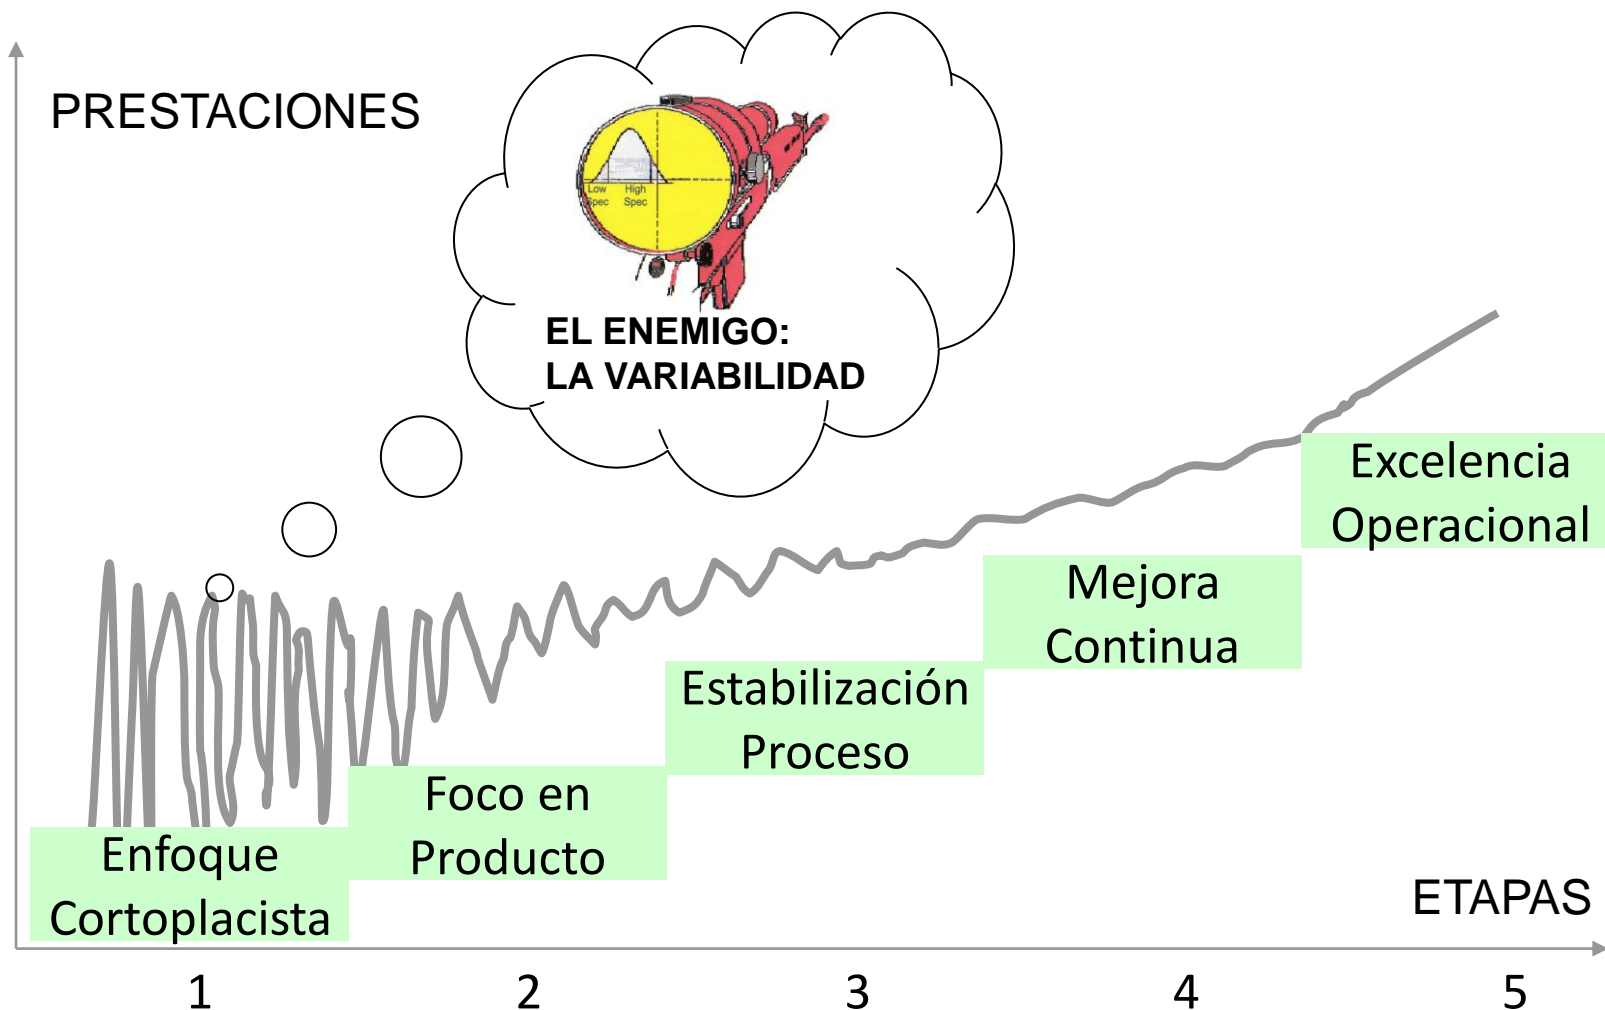 PRESTACIONES
Low High
Spec Spec
EL ENEMIGO:
LA VARIABILIDAD
Excelencia
Operacional
Mejora
Continua
Estabilización
Proceso
Foco en
Producto
Enfoque
Cortoplacista
ETAPAS
1 2 3 4 5